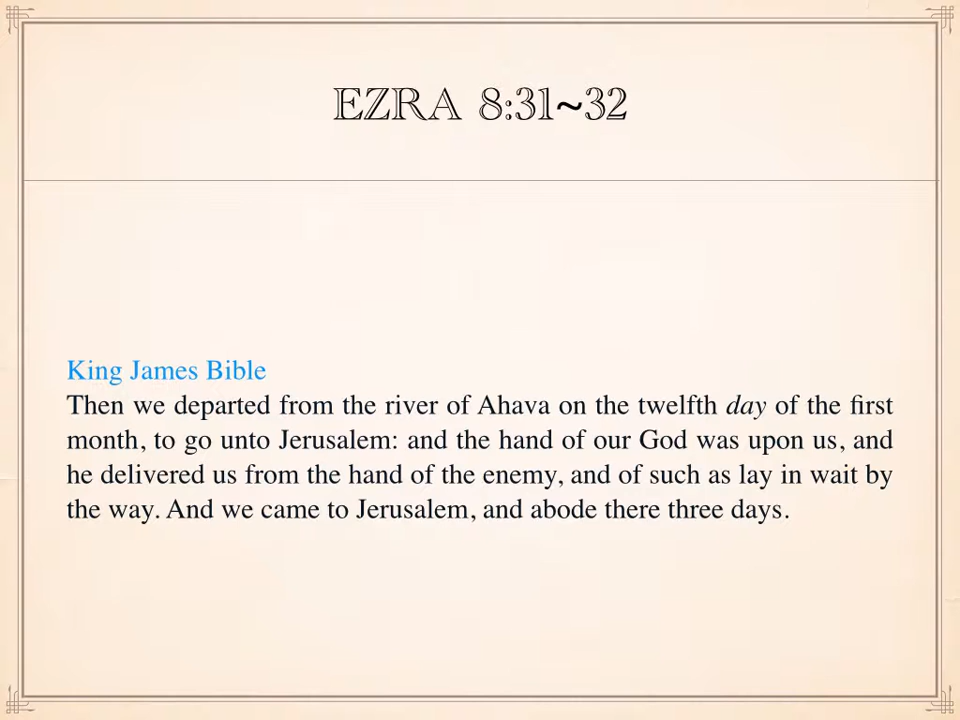 EZRA 8:31~32
King James Bible
Then we departed from the river of Ahava on the twelfth day of the first
month, to go unto Jerusalem: and the hand of our God was upon us, and
he delivered us from the hand of the enemy, and of such as lay in wait by
the way. And we came to Jerusalem, and abode there three days.